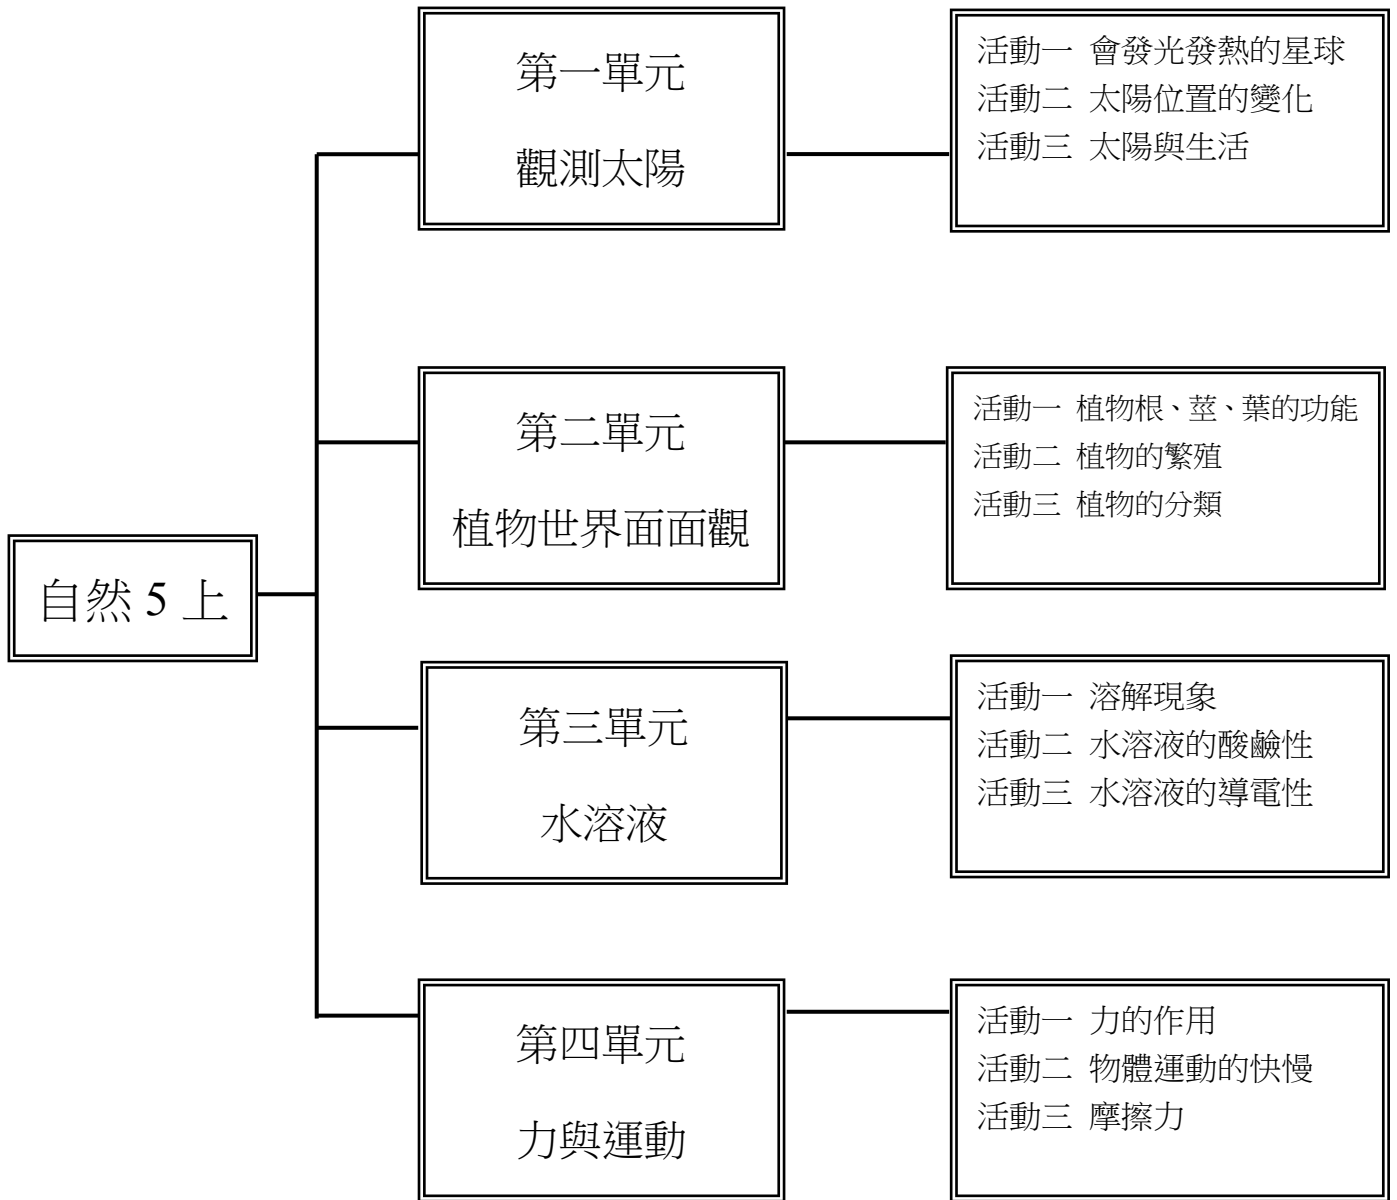 自然 5 上
第一單元
觀測太陽
活動一 會發光發熱的星球
活動二 太陽位置的變化
活動三 太陽與生活
第二單元
植物世界面面觀
活動一 植物根、莖、葉的功能
活動二 植物的繁殖
活動三 植物的分類
第三單元
水溶液
活動一 溶解現象
活動二 水溶液的酸鹼性
活動三 水溶液的導電性
第四單元
力與運動
活動一 力的作用
活動二 物體運動的快慢
活動三 摩擦力